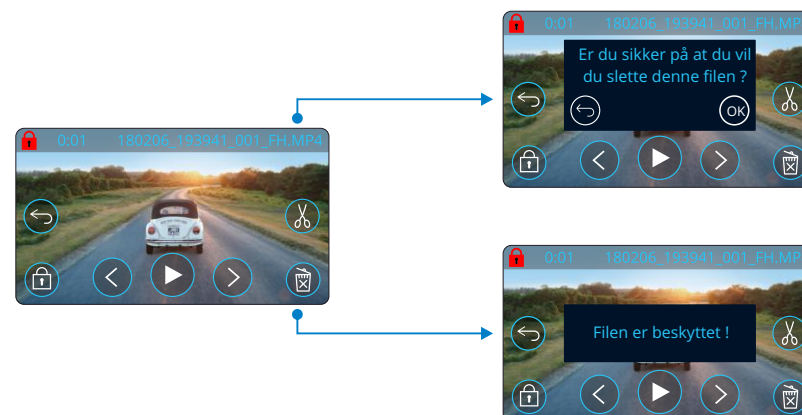 0:01 180206_193941_001_FH.MP4
0:01 180206_193941_001_FH.MP
Er du sikker på at du vil
du slette denne filen ?
OK
0:01 180206_193941_001_FH.MP
Filen er beskyttet !